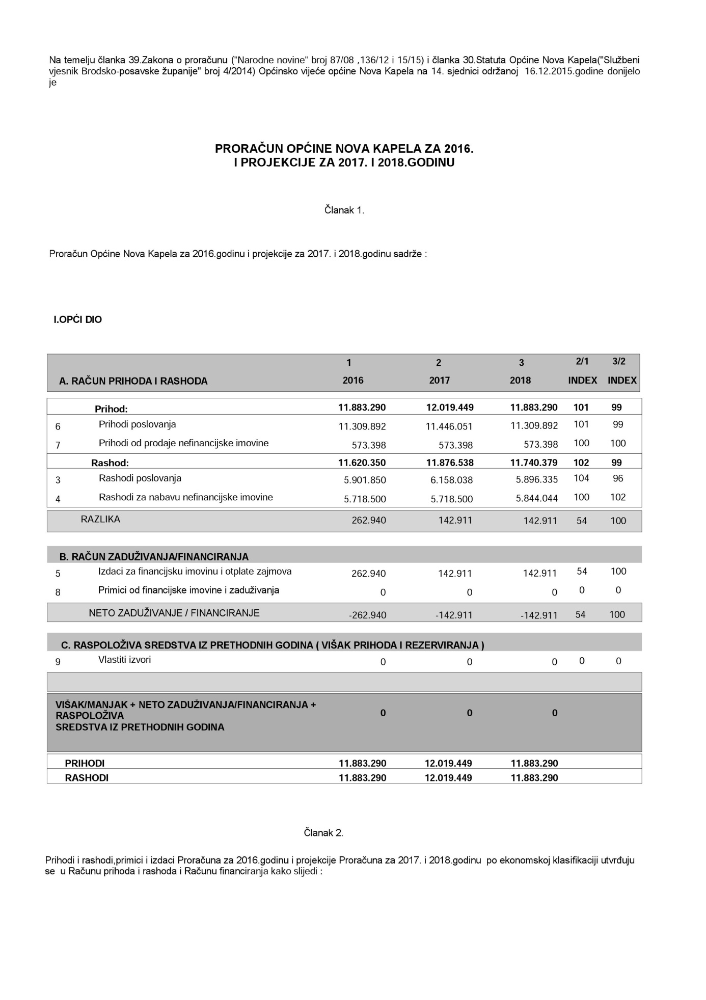 Na temelju članka 39.Zakona o proračunu ("Narodne novine" broj 87/08 ,136/12 i 15/15) i članka 30.Statuta Općine Nova Kapela("Službeni
vjesnik Brodsko-posavske županije" broj 4/2014) Općinsko vijeće općine Nova Kapela na 14. sjednici održanoj  16.12.2015.godine donijelo
je
PRORAČUN OPĆINE NOVA KAPELA ZA 2016.
I PROJEKCIJE ZA 2017. I 2018.GODINU
Članak 1.
Proračun Općine Nova Kapela za 2016.godinu i projekcije za 2017. i 2018.godinu sadrže :
I.OPĆI DIO
1 2 3 2/1 3/2
A. RAČUN PRIHODA I RASHODA 2016 2017 2018 INDEX INDEX
Prihod: 11.883.290 12.019.449 11.883.290 101 99
6 Prihodi poslovanja 11.309.892 11.446.051 11.309.892 101 99
7 Prihodi od prodaje nefinancijske imovine 573.398 573.398 573.398 100 100
Rashod: 11.620.350 11.876.538 11.740.379 102 99
3 Rashodi poslovanja 5.901.850 6.158.038 5.896.335 104 96
4 Rashodi za nabavu nefinancijske imovine 5.718.500 5.718.500 5.844.044 100 102
RAZLIKA 262.940 142.911 142.911 54 100
B. RAČUN ZADUŽIVANJA/FINANCIRANJA
5 Izdaci za financijsku imovinu i otplate zajmova 262.940 142.911 142.911 54 100
8 Primici od financijske imovine i zaduživanja 0 0 0 0 0
NETO ZADUŽIVANJE / FINANCIRANJE -262.940 -142.911 -142.911 54 100
C. RASPOLOŽIVA SREDSTVA IZ PRETHODNIH GODINA ( VIŠAK PRIHODA I REZERVIRANJA )
9 Vlastiti izvori 0 0 0 0 0
VIŠAK/MANJAK + NETO ZADUŽIVANJA/FINANCIRANJA +
RASPOLOŽIVA 0 0 0
SREDSTVA IZ PRETHODNIH GODINA
PRIHODI 11.883.290 12.019.449 11.883.290
RASHODI 11.883.290 12.019.449 11.883.290
Članak 2.
Prihodi i rashodi,primici i izdaci Proračuna za 2016.godinu i projekcije Proračuna za 2017. i 2018.godinu  po ekonomskoj klasifikaciji utvrđuju
se  u Računu prihoda i rashoda i Računu financiranja kako slijedi :